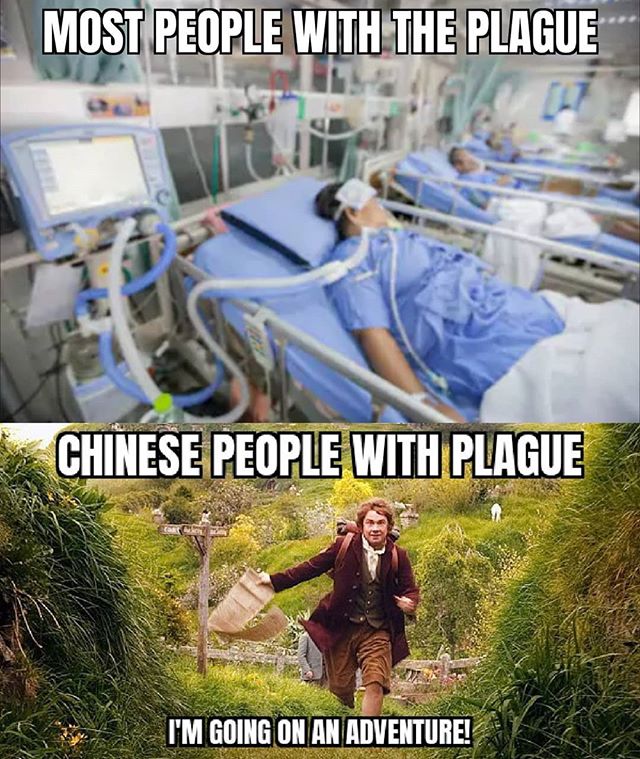 MOST PEOPLE WITH THE PLAGUE
CHINESE PEOPLE WITH PLAGUE
I'M GOING ON AN ADVENTURE!